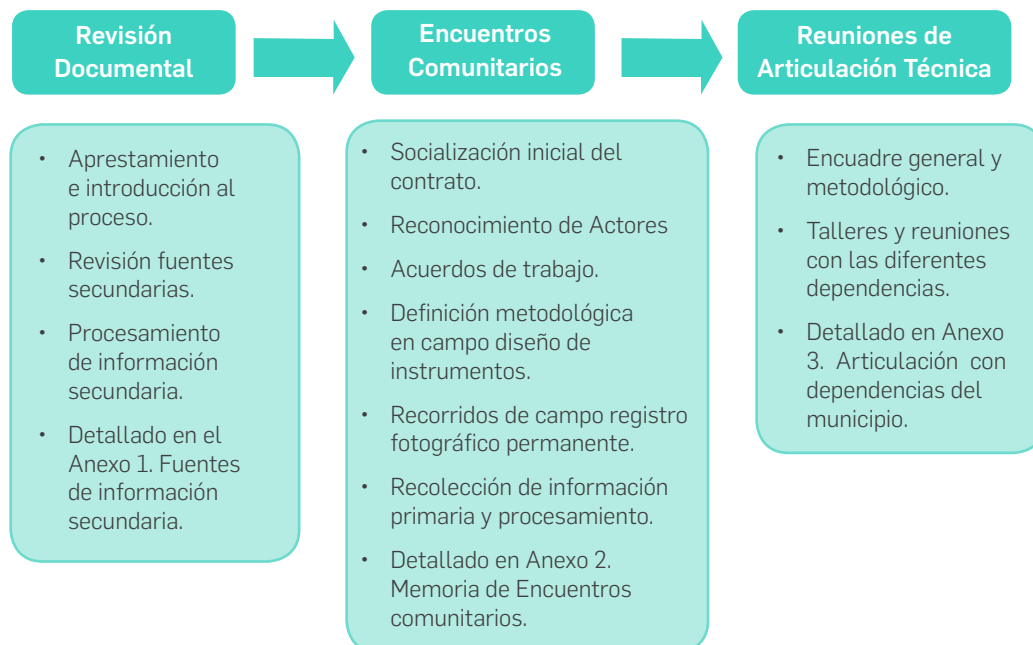 Revisión
Documental
Encuentros
Comunitarios
Reuniones de
Articulación Técnica
• Aprestamiento
e introducción al
proceso.
• Revisión fuentes
secundarias.
• Procesamiento
de información
secundaria.
• Detallado en el
Anexo 1. Fuentes
de información
secundaria.
• Socialización inicial del
contrato.
• Reconocimiento de Actores
• Acuerdos de trabajo.
• Definición metodológica
en campo diseño de
instrumentos.
• Recorridos de campo registro
fotográfico permanente.
• Recolección de información
primaria y procesamiento.
• Detallado en Anexo 2.
Memoria de Encuentros
comunitarios.
• Encuadre general y
metodológico.
• Talleres y reuniones
con las diferentes
dependencias.
• Detallado en Anexo
3. Articulación con
dependencias del
municipio.